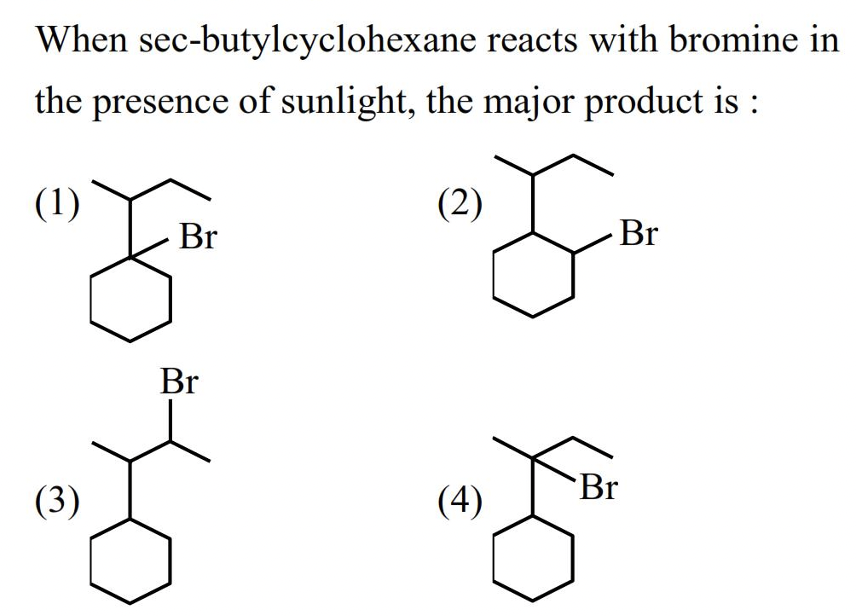 When sec-butylcyclohexane reacts with bromine in
the presence of sunlight, the major product is :
(1)
Br
(2)
Br
(3)
Br
(4)
Br